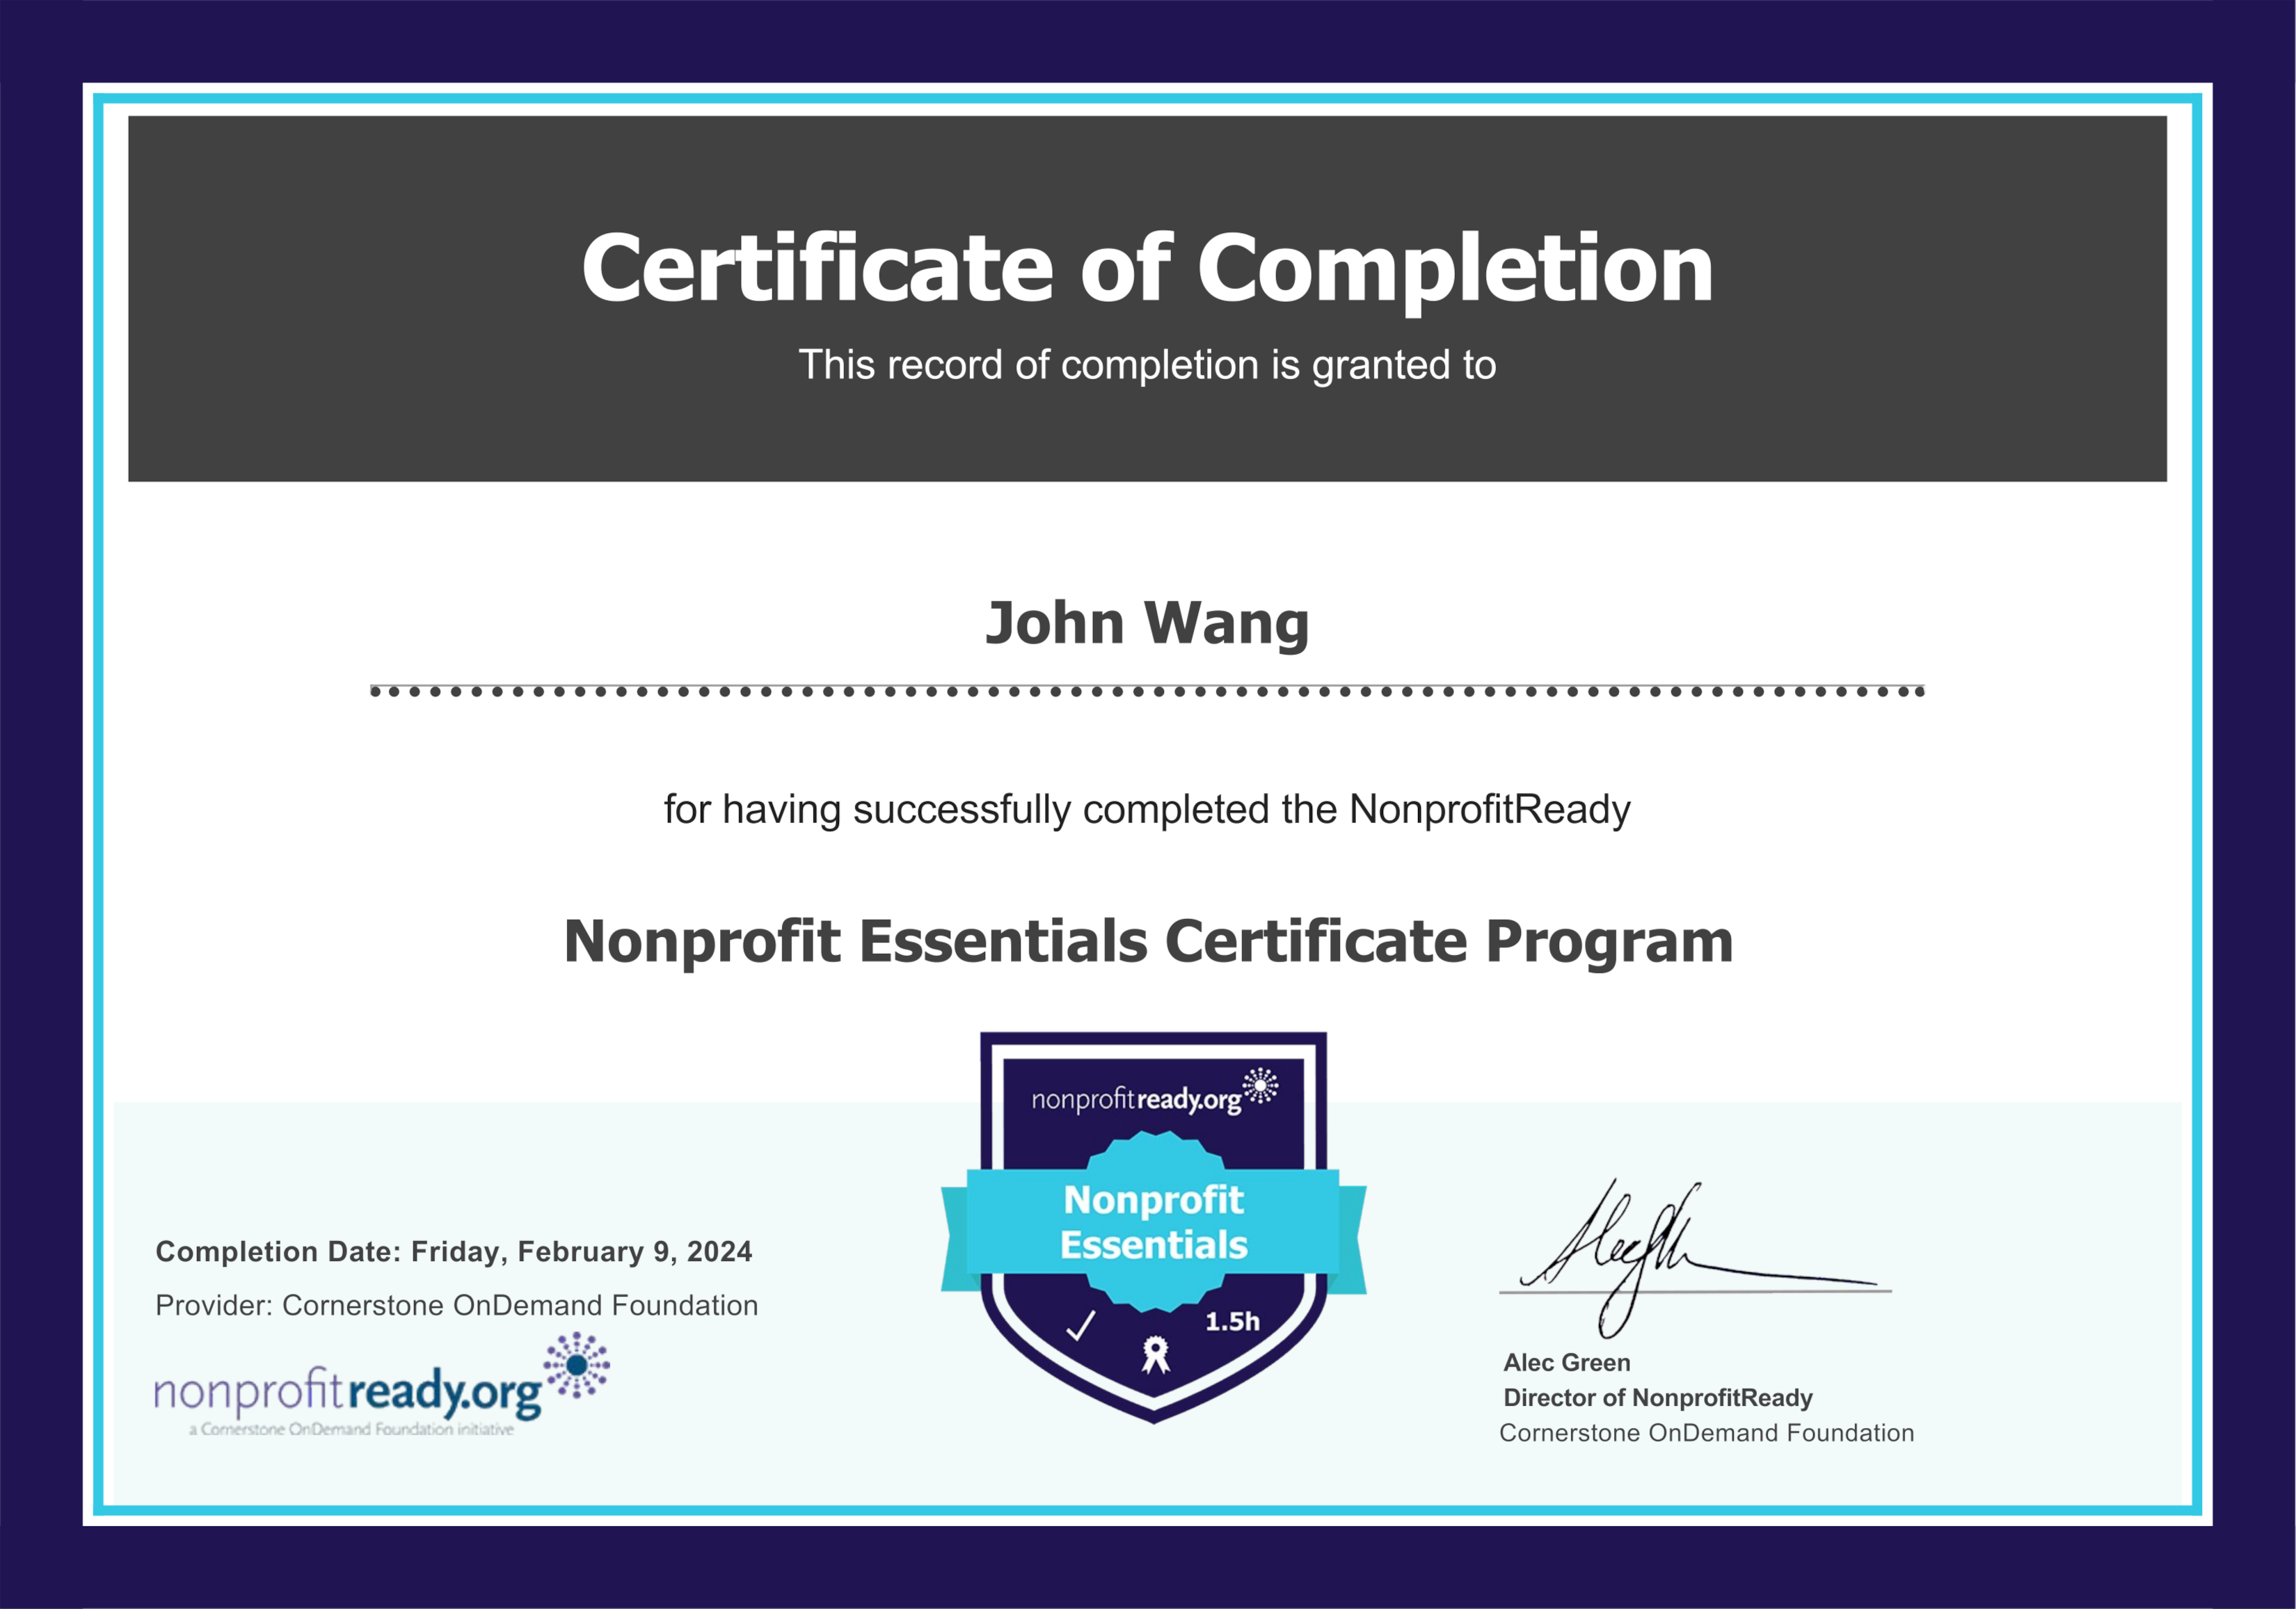 Certificate of Completion
This record of completion is granted to
John Wang
for having successfully completed the NonprofitReady
Nonprofit Essentials Certificate Program
nonprofitready.org
Nonprofit
Essentials
1.5h
Completion Date: Friday, February 9, 2024
Provider: Cornerstone OnDemand Foundation
nonprofitready.org
a Cornerstone OnDemand Foundation initiative
Alec Green
Director of NonprofitReady
Cornerstone OnDemand Foundation